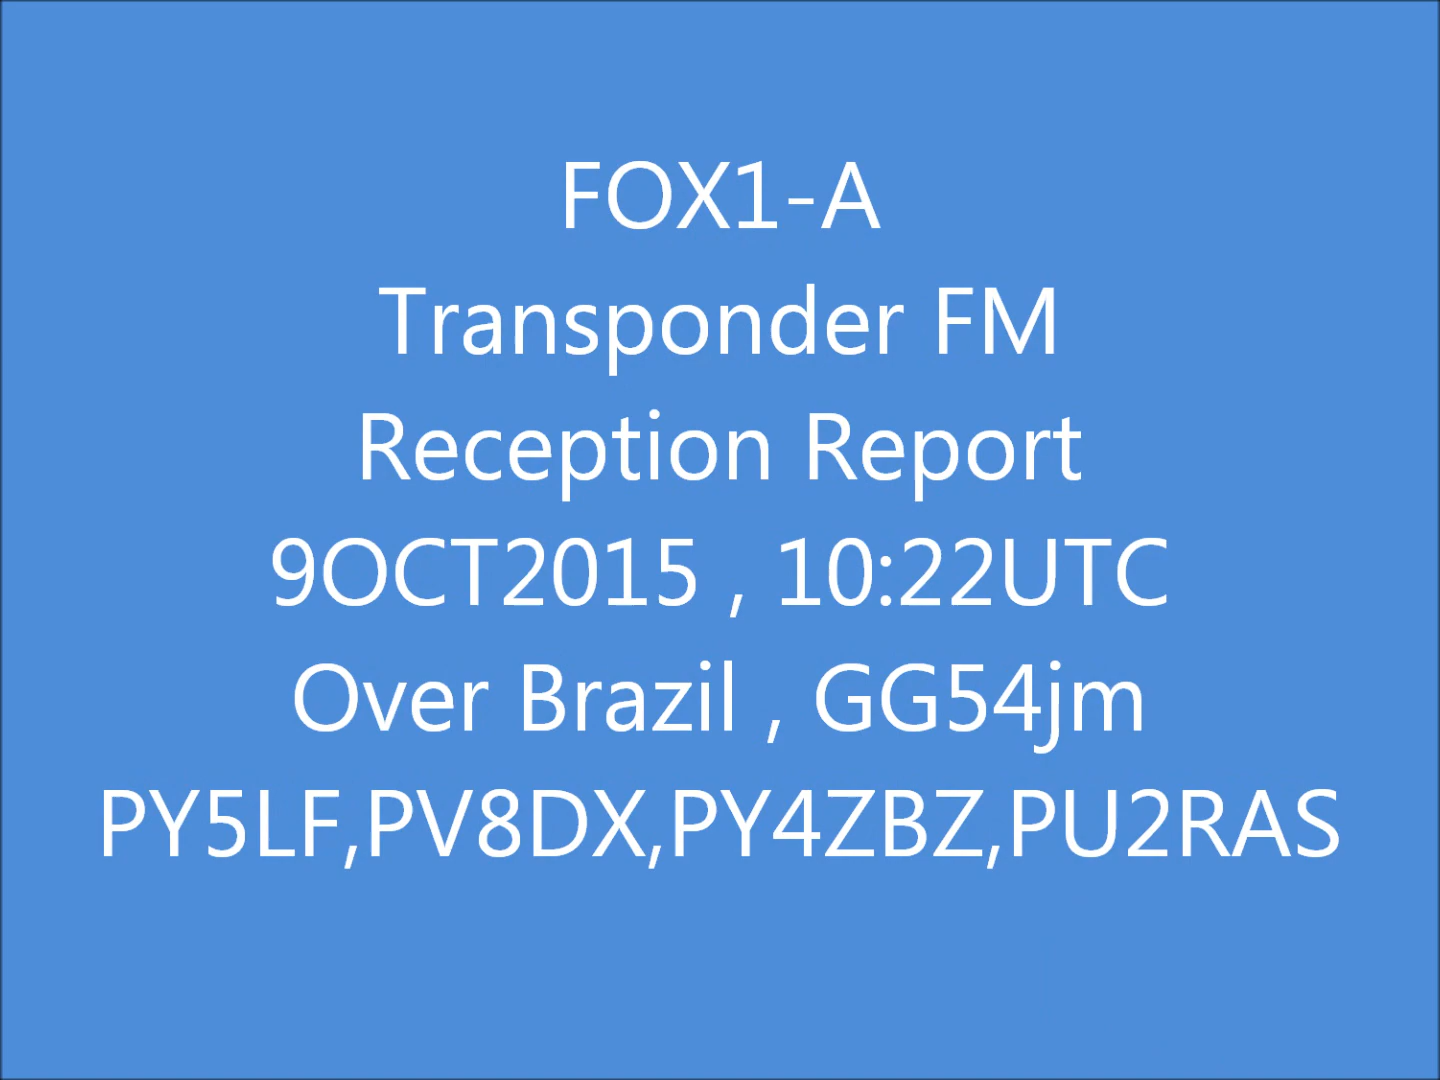 FOX1-A
Transponder FM
Reception Report
9OCT2015 , 10:22UTC
Over Brazil , GG54jm
PY5LF,PV8DX,PY4ZBZ,PU2RAS